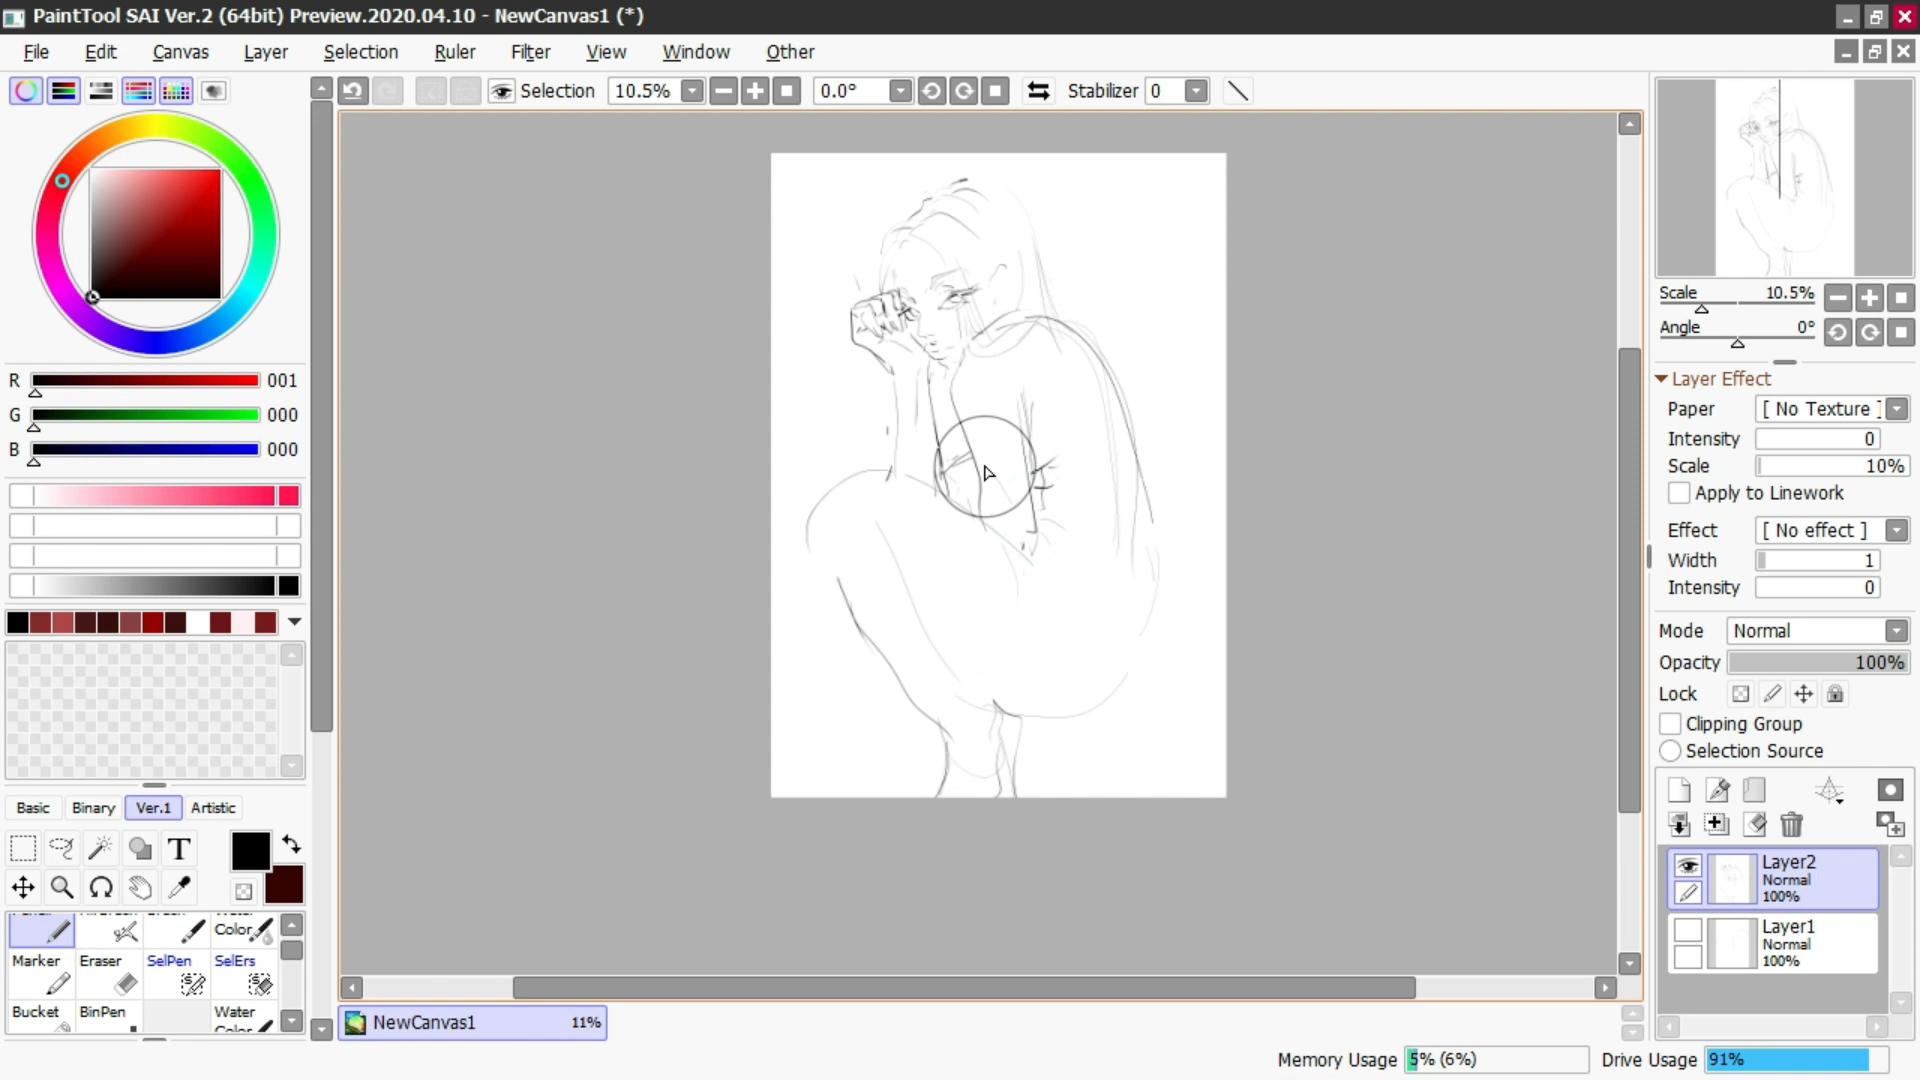 PaintTool SAI Ver.2 (64bit) Preview.2020.04.10 - NewCanvas1 (*)
File Edit Canvas Layer Selection Ruler Filter View Window Other
Selection 10.5% 0.0° Stabilizer 0
R 001
G 000
B 000
Basic Binary Ver.1 Artistic
T
Color
Marker Eraser SelPen SelErs
Bucket BinPen Water
Color
NewCanvas1 11%
Scale 10.5%
Angle 0°
Layer Effect
Paper [ No Texture ]
Intensity 0
Scale 10%
Apply to Linework
Effect [ No effect ]
Width 1
Intensity 0
Mode Normal
Opacity 100%
Lock
Clipping Group
Selection Source
Layer2
Normal
100%
Layer1
Normal
100%
Memory Usage 5% (6%) Drive Usage 91%